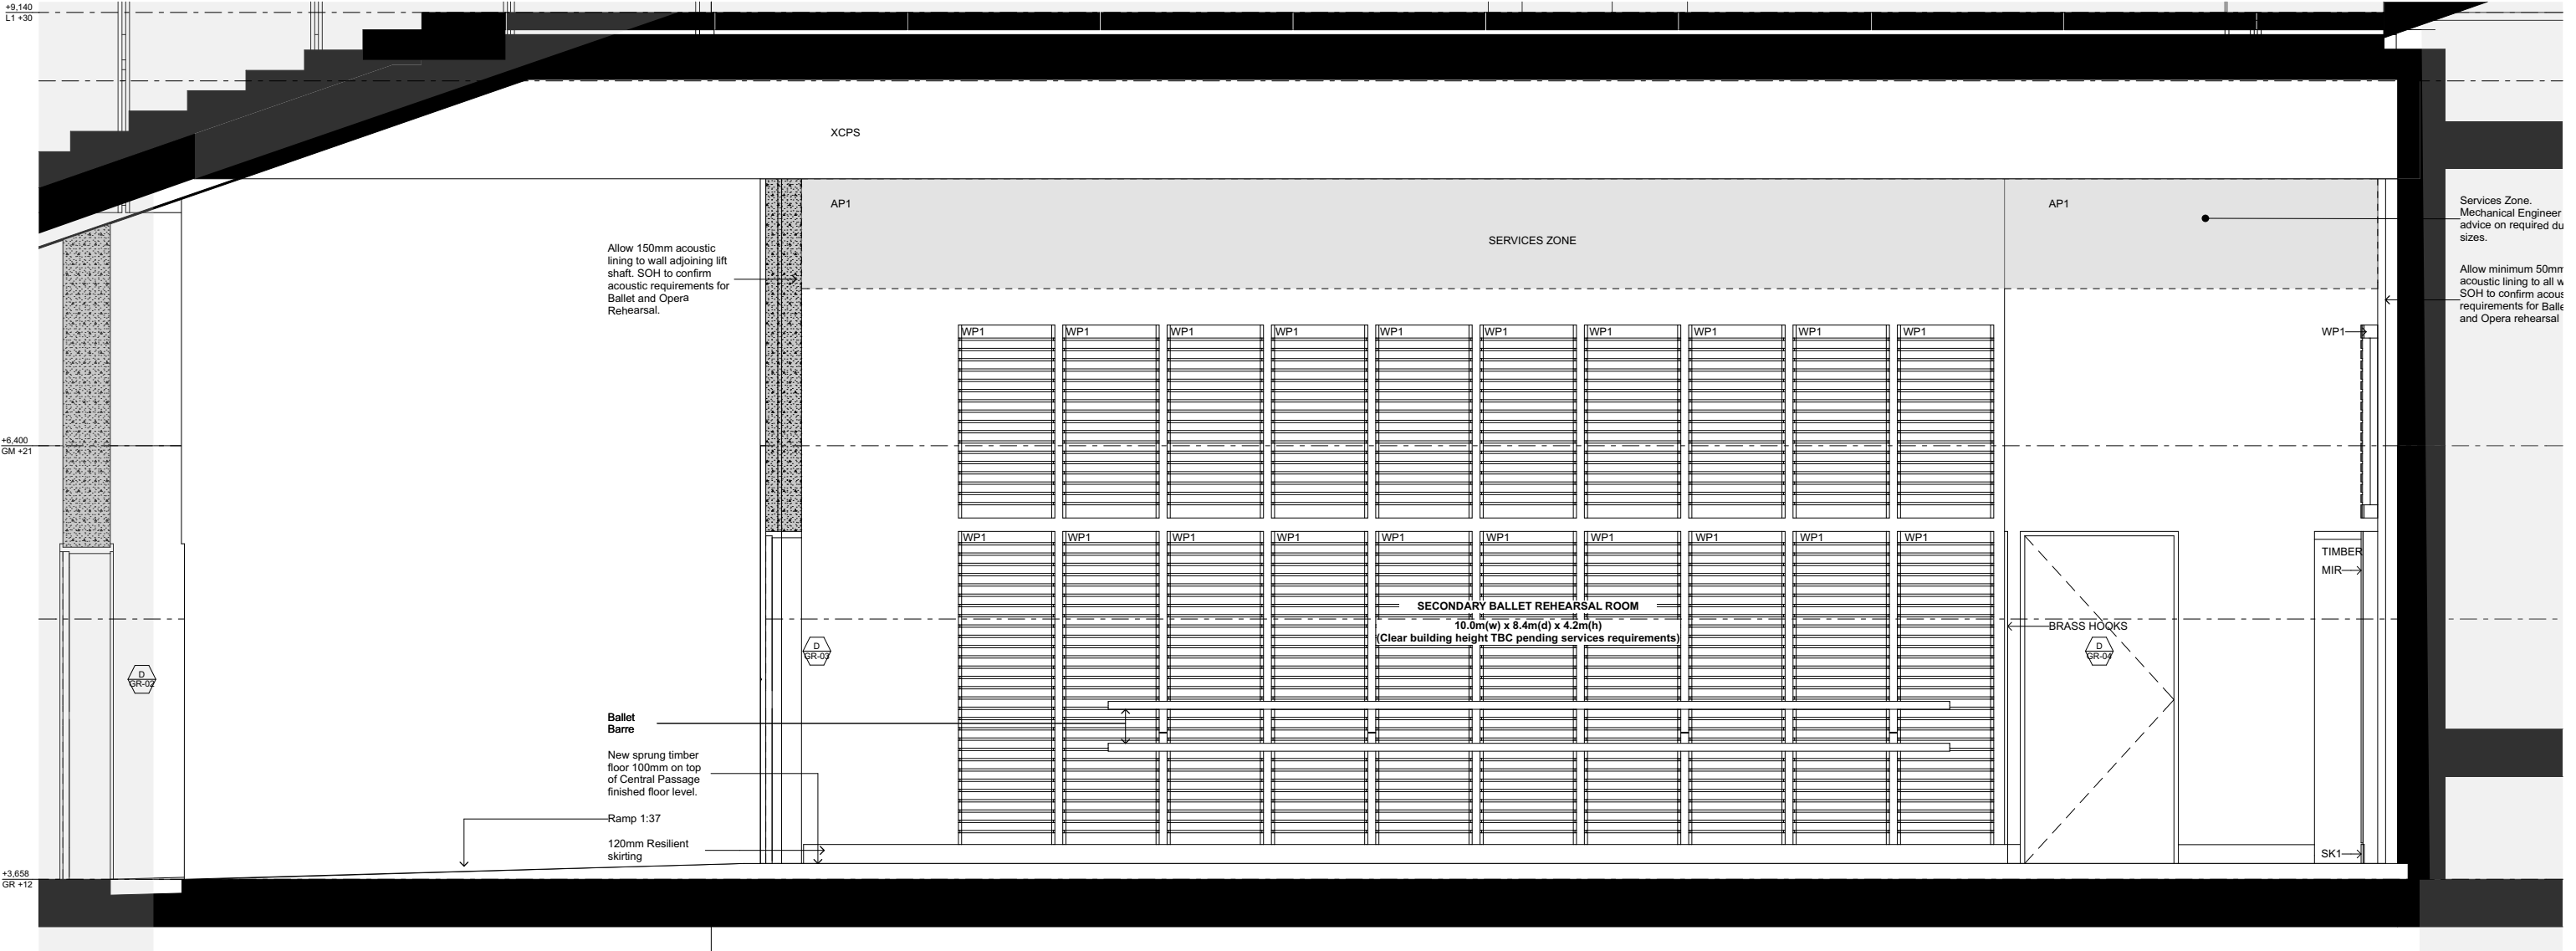 +9,140
L1 +30
XCPS
AP1
AP1
SERVICES ZONE
Services Zone.
Mechanical Engineer
advice on required
sizes.
Allow 150mm acoustic
lining to wall adjoining lift
shaft. SOH to confirm
acoustic requirements for
Ballet and Opera
Rehearsal.
Allow minimum 50mm
acoustic lining to all
SOH to confirm
requirements for
and Opera rehearsal
WP1 WP1 WP1 WP1 WP1 WP1 WP1 WP1 WP1 WP1
WP1
+6,400
GM +21
WP1 WP1 WP1 WP1 WP1 WP1 WP1 WP1 WP1 WP1
TIMBER
MIR
SECONDARY BALLET REHEARSAL ROOM
10.0m(w) x 8.4m(d) x 4.2m(h)
(Clear building height TBC pending services requirements)
BRASS HOOKS
D
GR-02
D
GR-03
D
GR-04
Ballet
Barre
New sprung timber
floor 100mm on top
of Central Passage
finished floor level.
Ramp 1:37
120mm Resilient
skirting
SK1
+3,658
GR +12